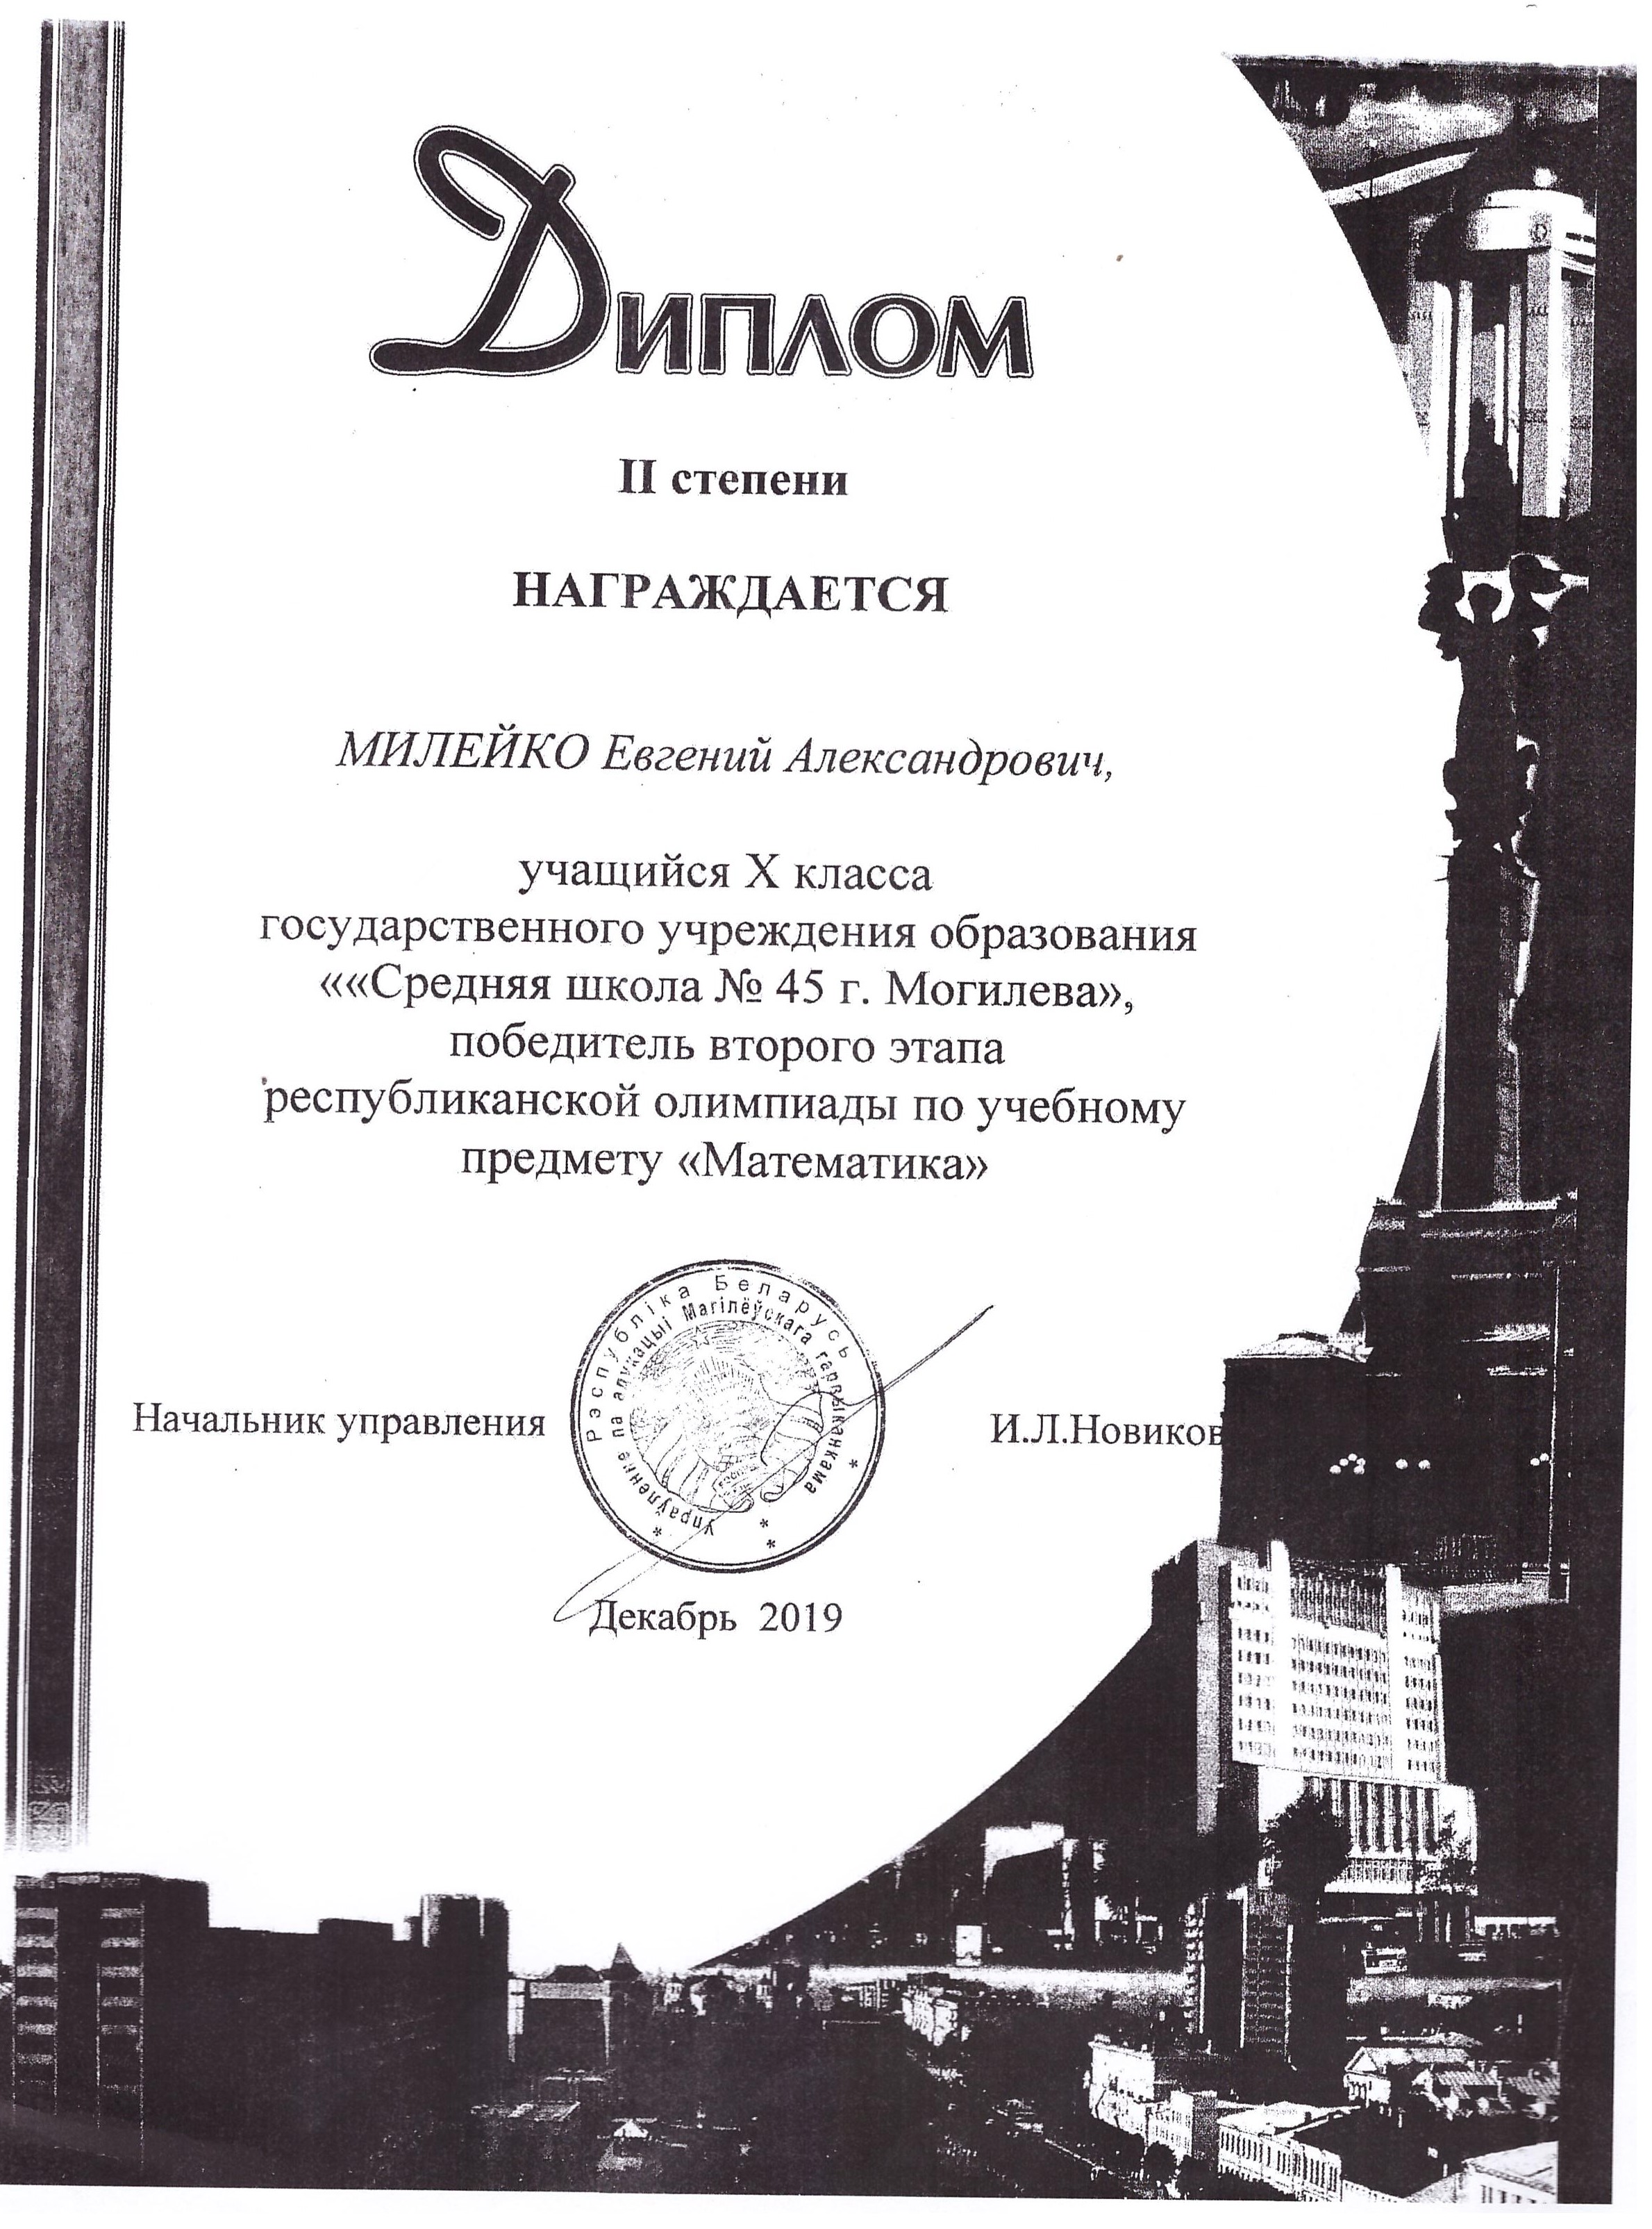 Диплом
II степени
НАГРАЖДАЕТСЯ
МИЛЕЙКО Евгений Александрович,
учащийся X класса
государственного учреждения образования
««Средняя школа № 45 г. Могилева»,
победитель второго этапа
республиканской олимпиады по учебному
предмету «Математика»
Рэспубліка Беларусь
Упраўленне па адукацыі Магілёўскага гарвыканкама
Начальник управления
И.Л.Новиков
Декабрь 2019